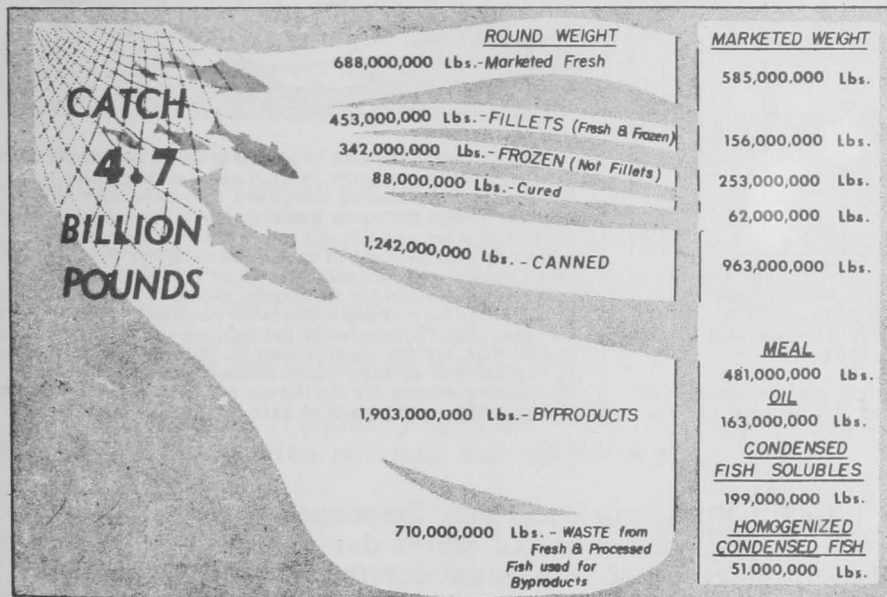 CATCH
4.7
BILLION
POUNDS
ROUND WEIGHT
688,000,000 Lbs.-Marketed Fresh
453,000,000 Lbs.-FILLETS (Fresh & Frozen)
342,000,000 Lbs.-FROZEN (Not Fillets)
88,000,000 Lbs.-Cured
1,242,000,000 Lbs.-CANNED
1,903,000,000 Lbs.-BYPRODUCTS
710,000,000 Lbs.-WASTE from
Fresh & Processed
Fish used for
Byproducts
MARKETED WEIGHT
585,000,000 Lbs.
156,000,000 Lbs.
253,000,000 Lbs.
62,000,000 Lbs.
963,000,000 Lbs.
MEAL
481,000,000 Lbs.
OIL
163,000,000 Lbs.
CONDENSED
FISH SOLUBLES
199,000,000 Lbs.
HOMOGENIZED
CONDENSED FISH
51,000,000 Lbs.